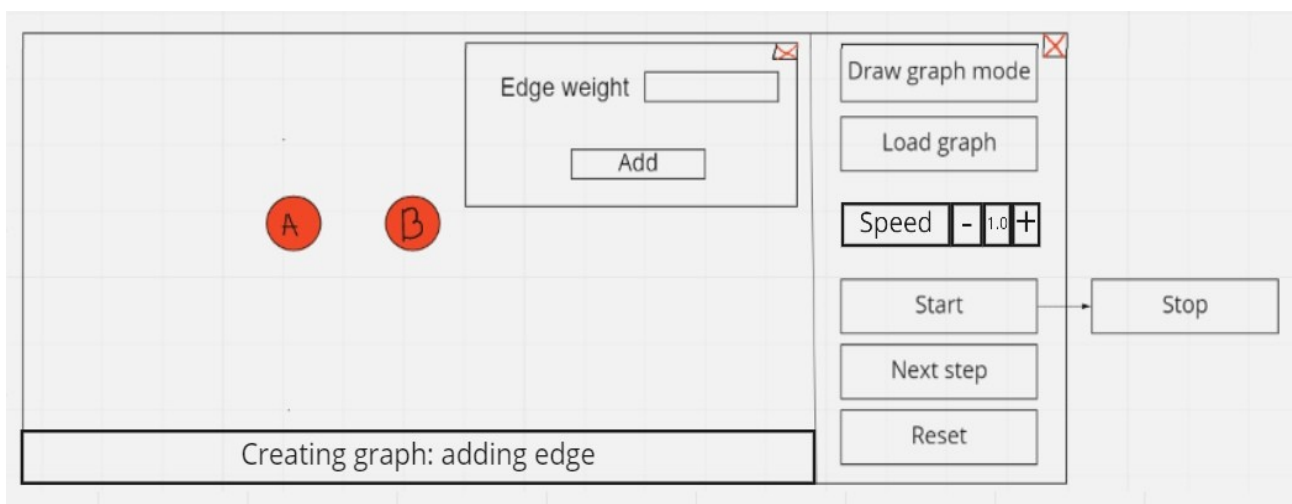 Edge weight
Add
A
B
Creating graph: adding edge
Draw graph mode
Load graph
Speed - 1.0 +
Start
Stop
Next step
Reset